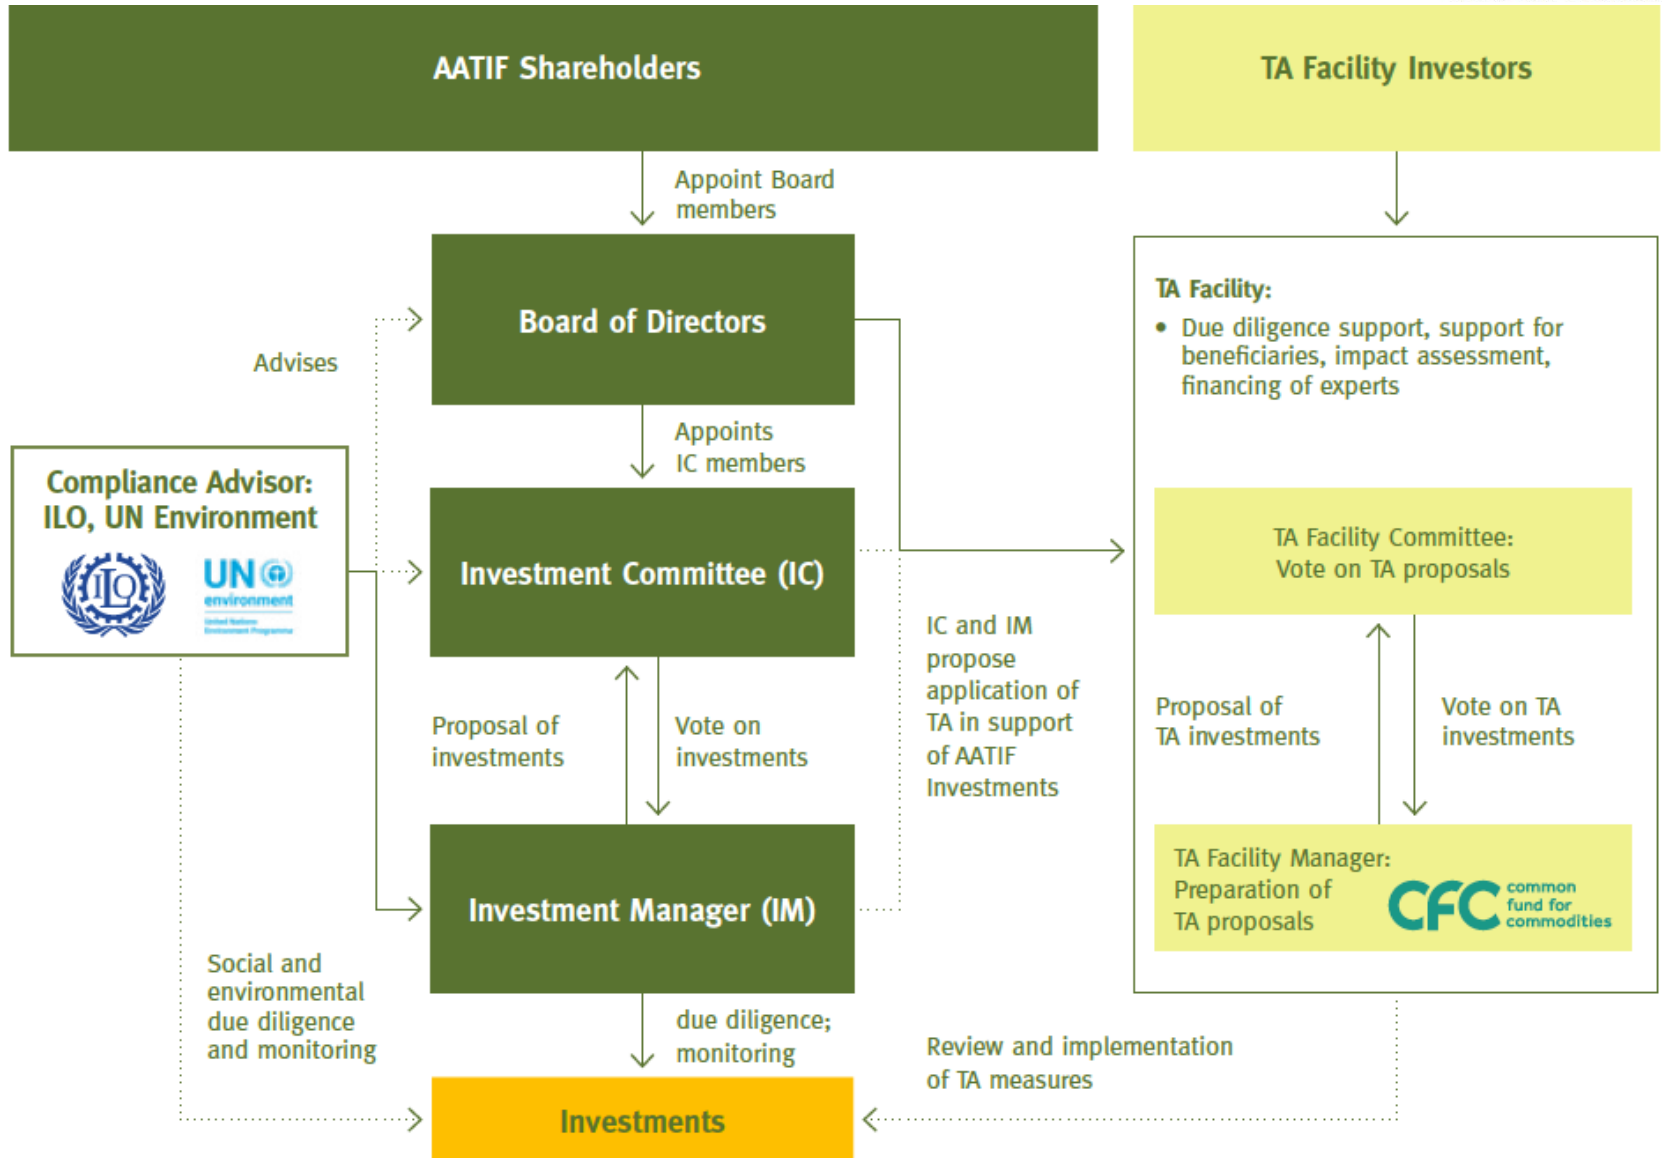 AATIF Shareholders
TA Facility Investors
Appoint Board
members
Board of Directors
TA Facility:
• Due diligence support, support for
beneficiaries, impact assessment,
financing of experts
Advises
Appoints
IC members
Compliance Advisor:
ILO, UN Environment
ILO
UN
environment
United Nations
Environment Programme
Investment Committee (IC)
TA Facility Committee:
Vote on TA proposals
IC and IM
propose
application of
TA in support
of AATIF
Investments
Proposal of
investments
Vote on
investments
Proposal of
TA investments
Vote on TA
investments
Investment Manager (IM)
TA Facility Manager:
Preparation of
TA proposals
CFC
common
fund for
commodities
Social and
environmental
due diligence
and monitoring
due diligence;
monitoring
Review and implementation
of TA measures
Investments